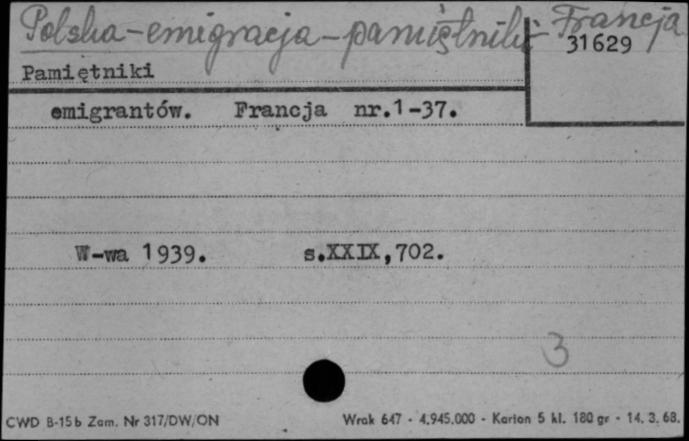 Polska-emigracja-pamiętniki-Francja
31629
Pamiętniki
emigrantów. Francja nr.1-37.
W-wa 1939. s.XXIX,702.
3
CWD B-15b Zam. Nr 317/DW/ON Wrak 647 - 4.945.000 - Karton 5 kl. 180 gr - 14. 3. 68.